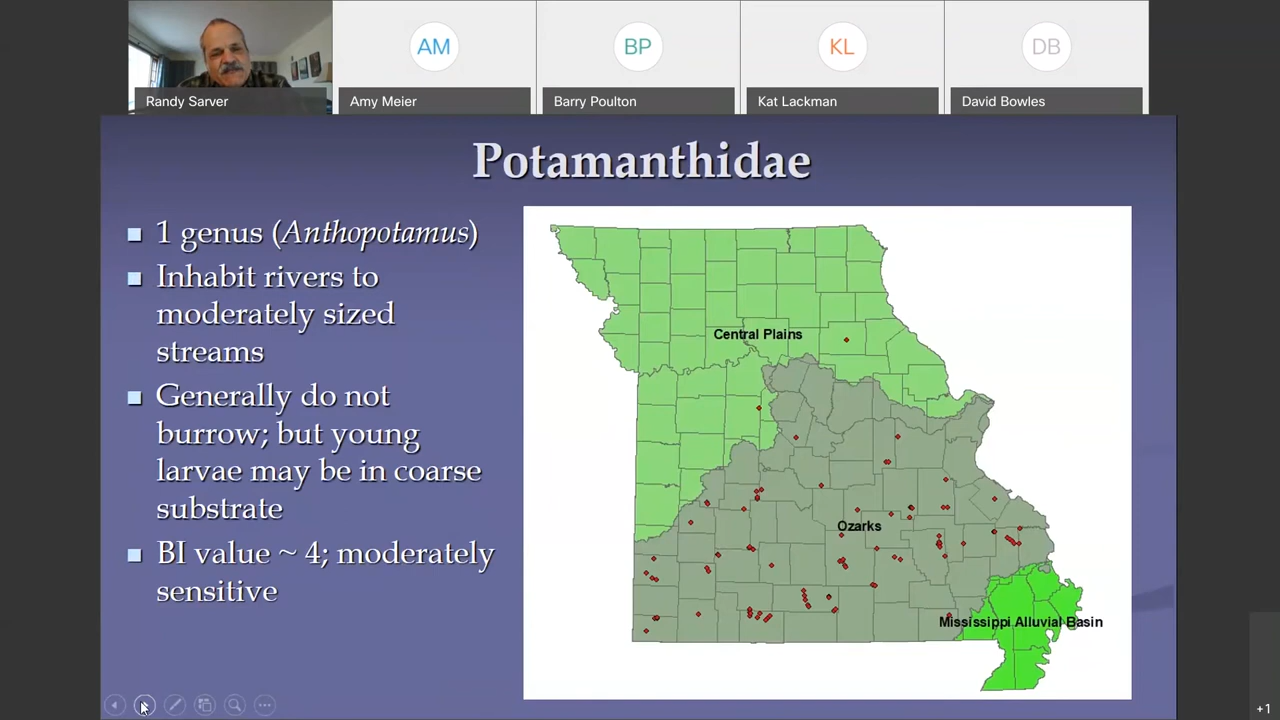 AM
BP
KL
DB
Randy Sarver
Amy Meier
Barry Poulton
Kat Lackman
David Bowles
Potamanthidae
1 genus (Anthopotamus)
Inhabit rivers to
moderately sized
streams
Generally do not
burrow; but young
larvae may be in coarse
substrate
BI value ~ 4; moderately
sensitive
Central Plains
Ozarks
Mississippi Alluvial Basin
+1